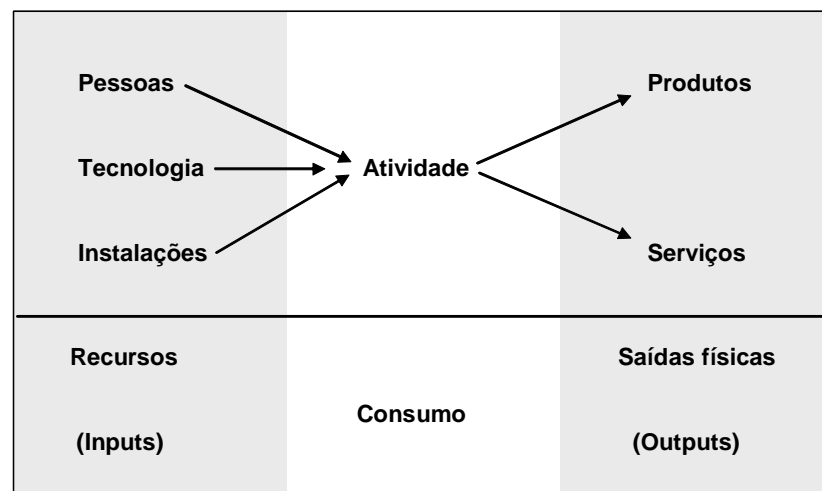 Pessoas
Produtos
Tecnologia
Atividade
Instalações
Serviços
Recursos
Saídas físicas
Consumo
(Inputs)
(Outputs)